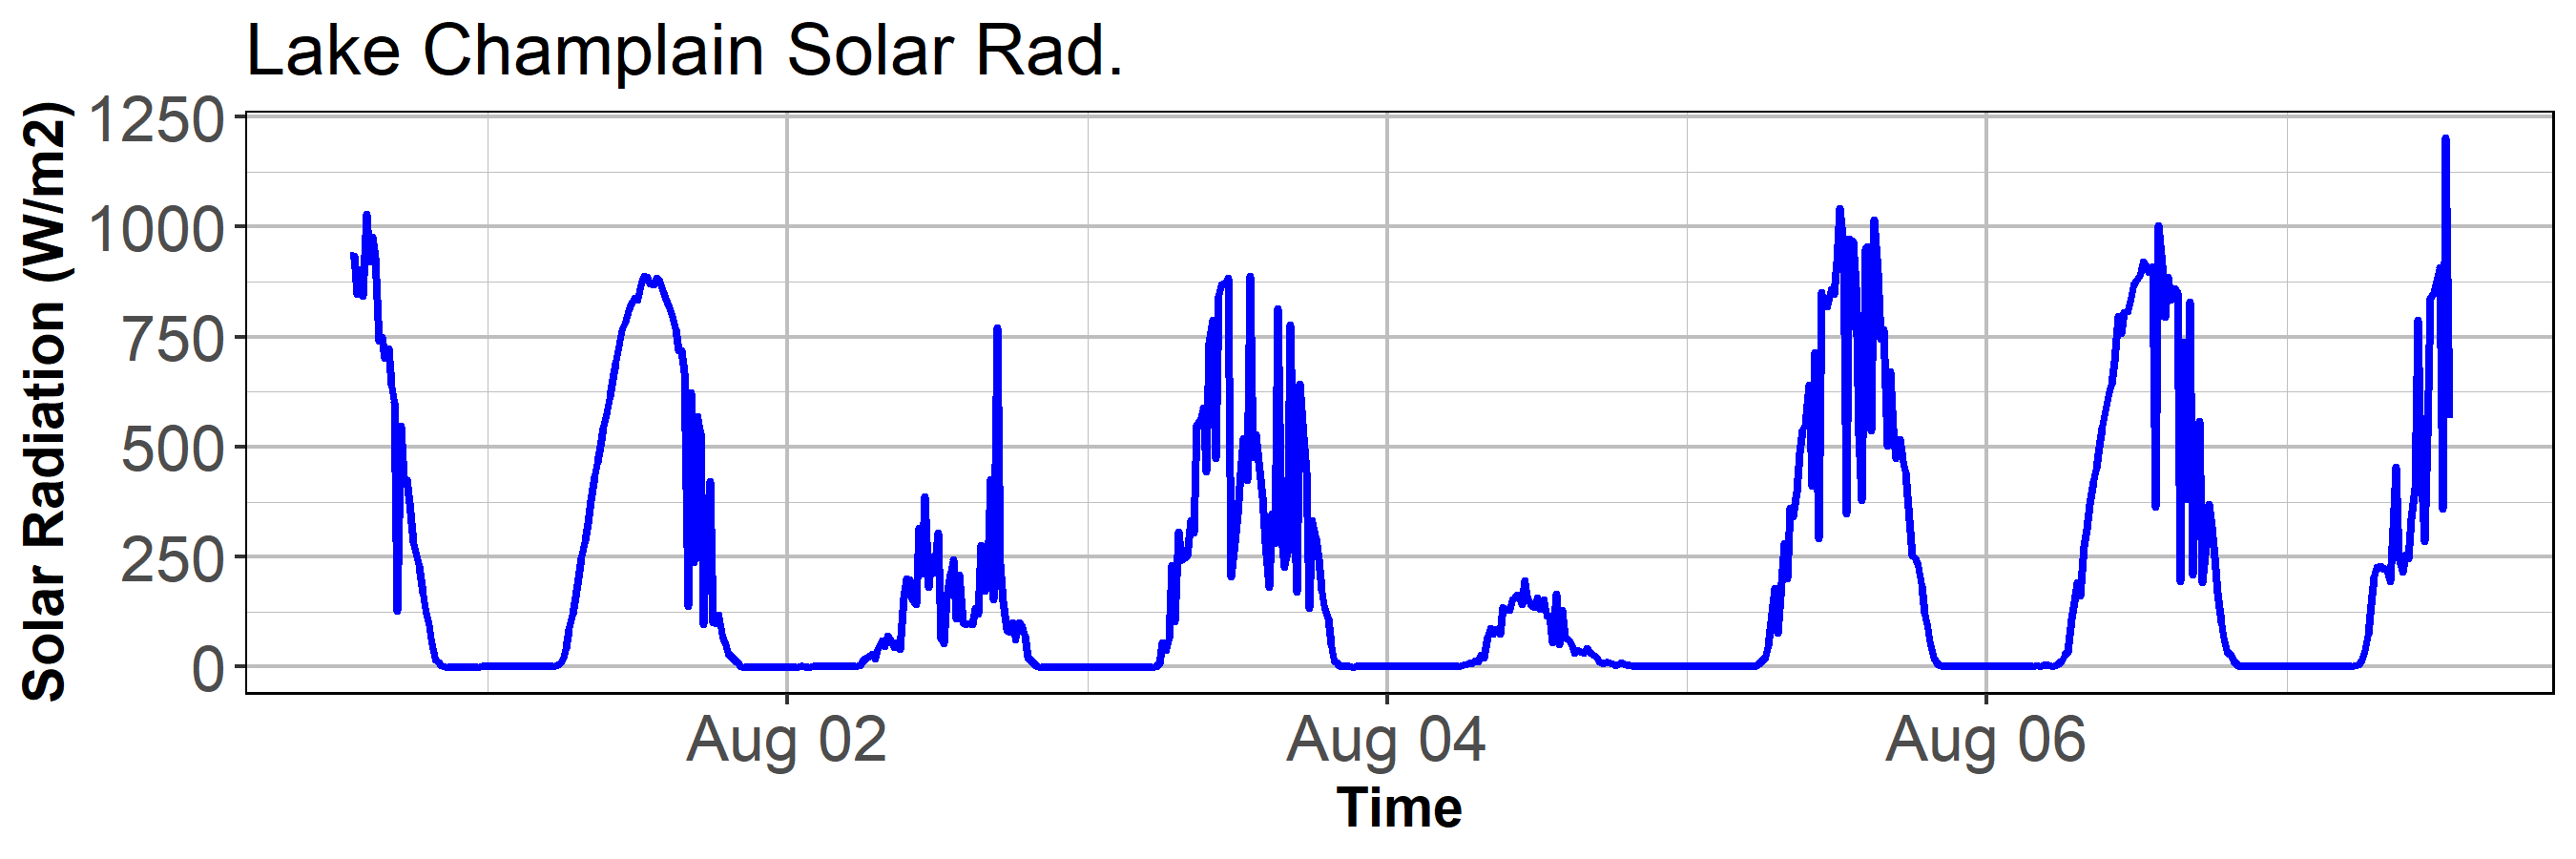 Lake Champlain Solar Rad.
Solar Radiation (W/m2)
1250
1000
750
500
250
0
Aug 02
Aug 04
Aug 06
Time